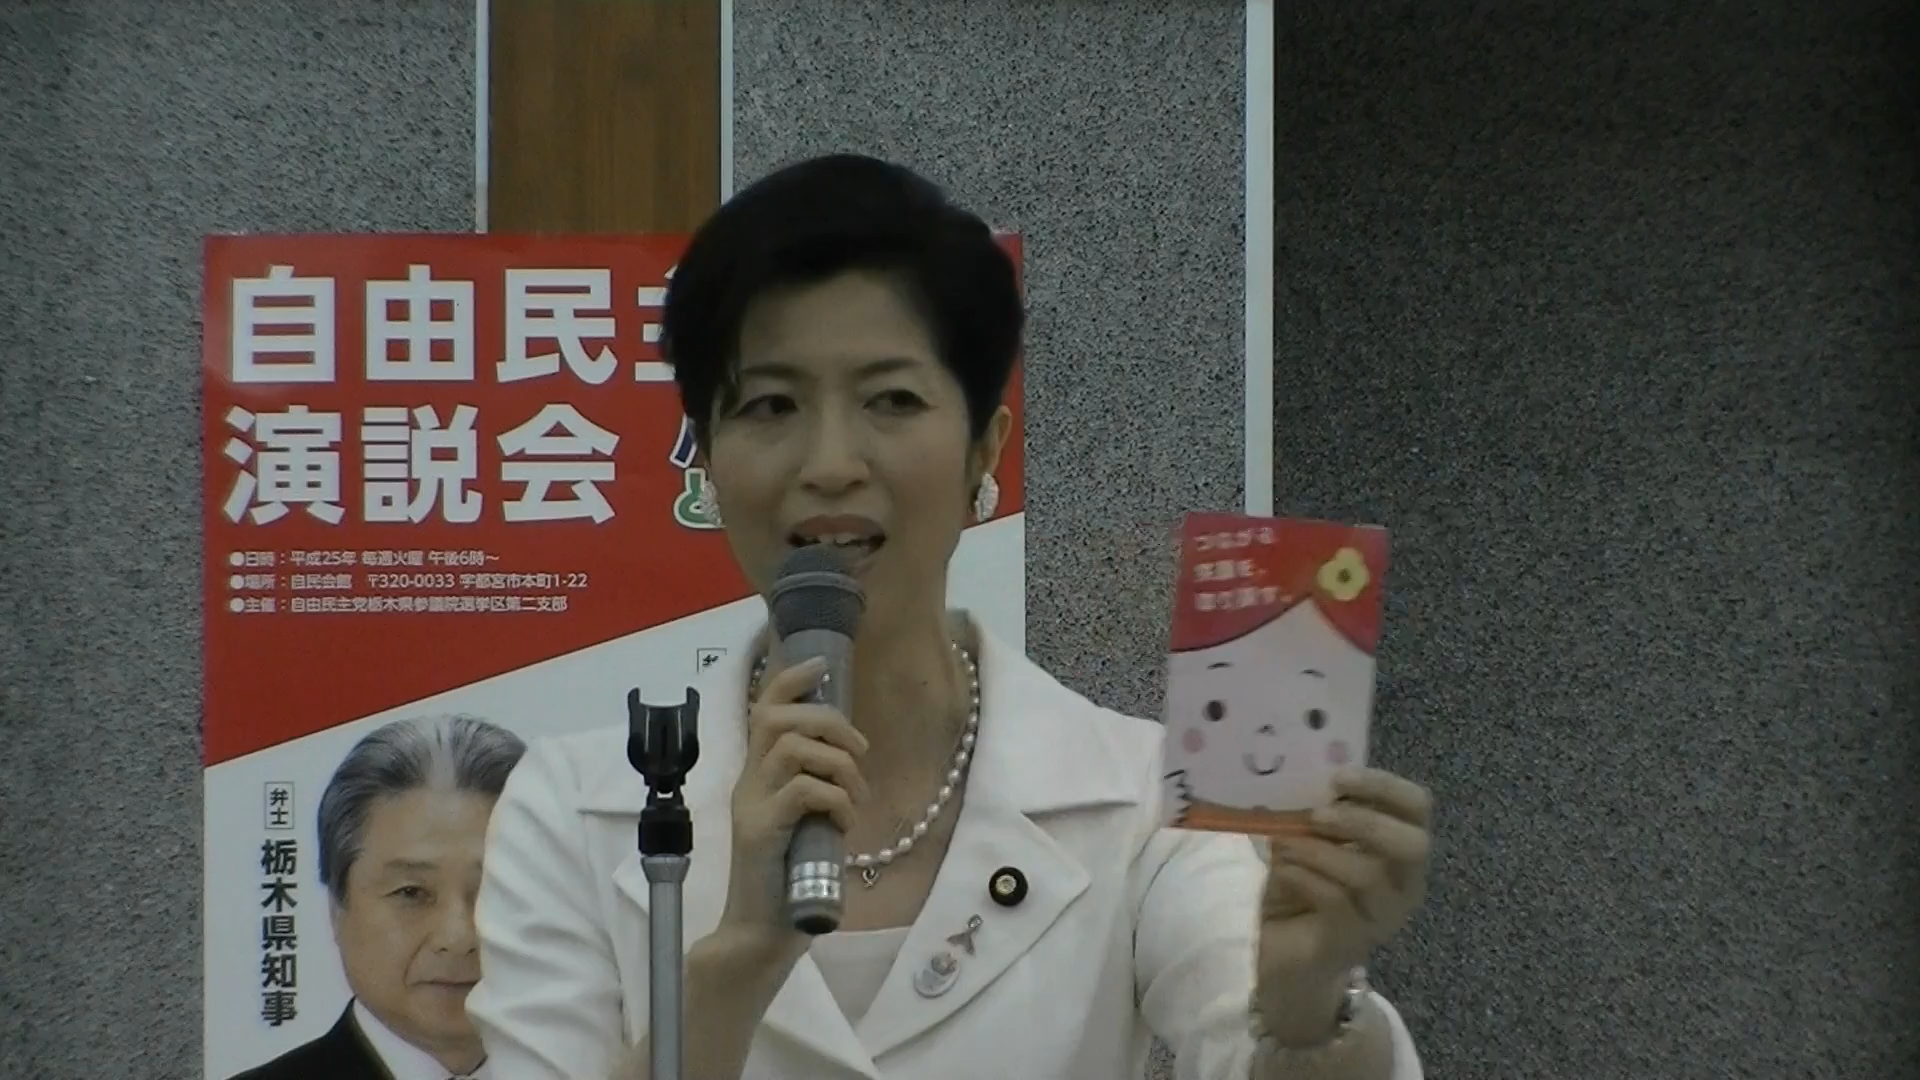 自由民主
演説会
と
●日時：平成25年 毎週火曜 午後6時～
●場所：自民会館　〒320-0033 宇都宮市本町1-22
●主催：自由民主党栃木県参議院選挙区第二支部
弁士
栃木県知事
つながる
笑顔を、
取り戻す。